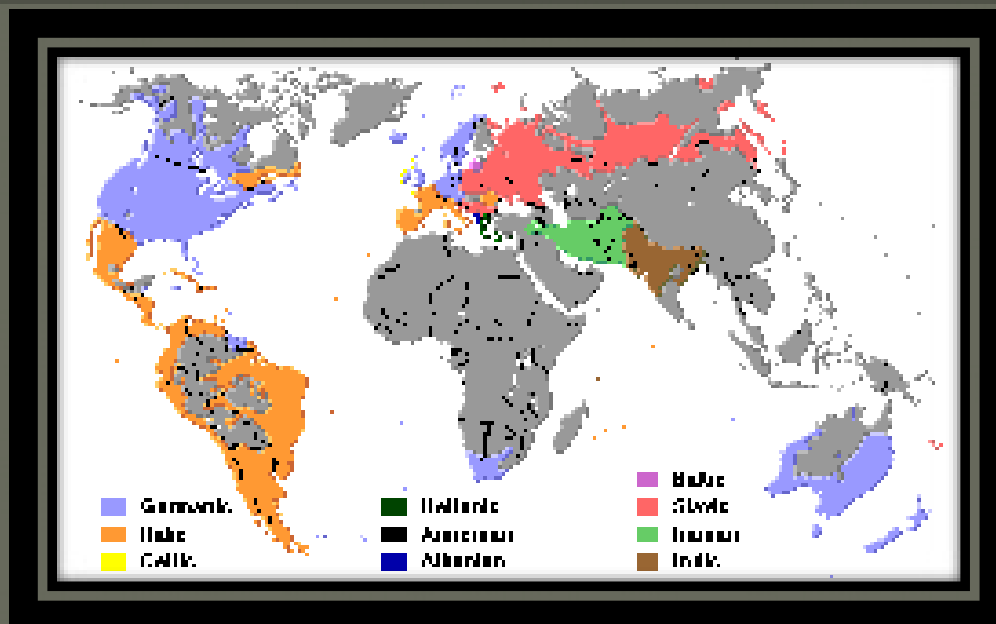 Germanic
Italic
Celtic
Hellenic
Armenian
Albanian
Baltic
Slavic
Iranian
Indic